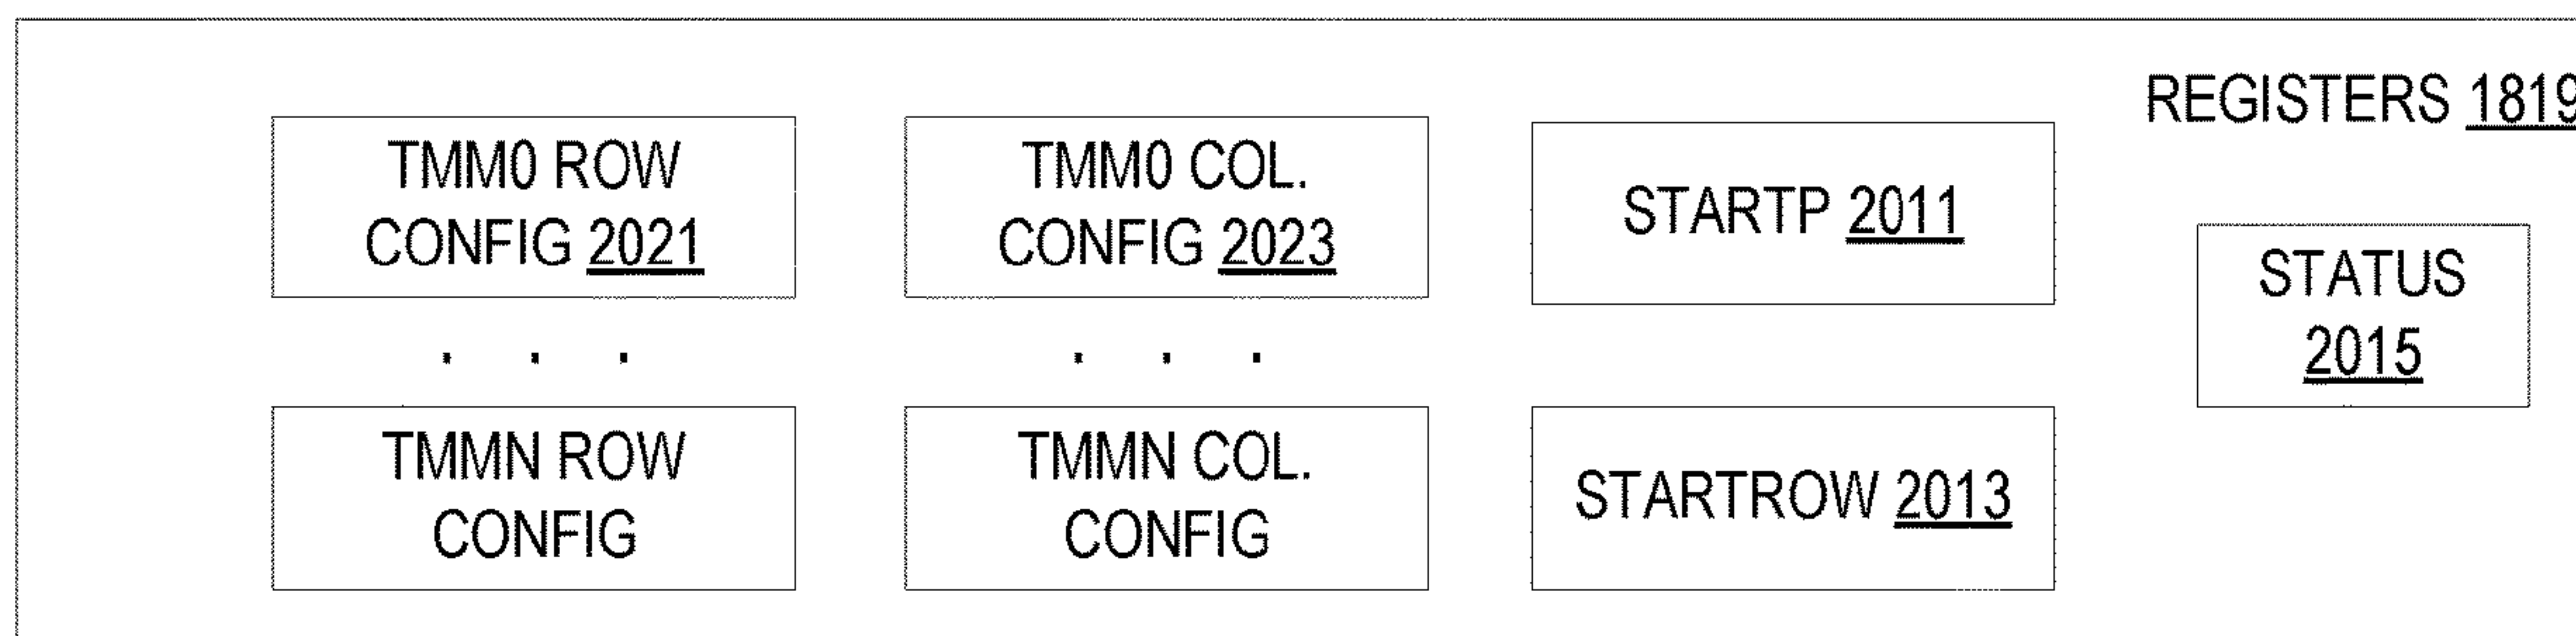 REGISTERS 1819
TMM0 ROW
CONFIG 2021
TMM0 COL.
CONFIG 2023
STARTP 2011
STATUS
2015
. . .
. . .
TMMN ROW
CONFIG
TMMN COL.
CONFIG
STARTROW 2013